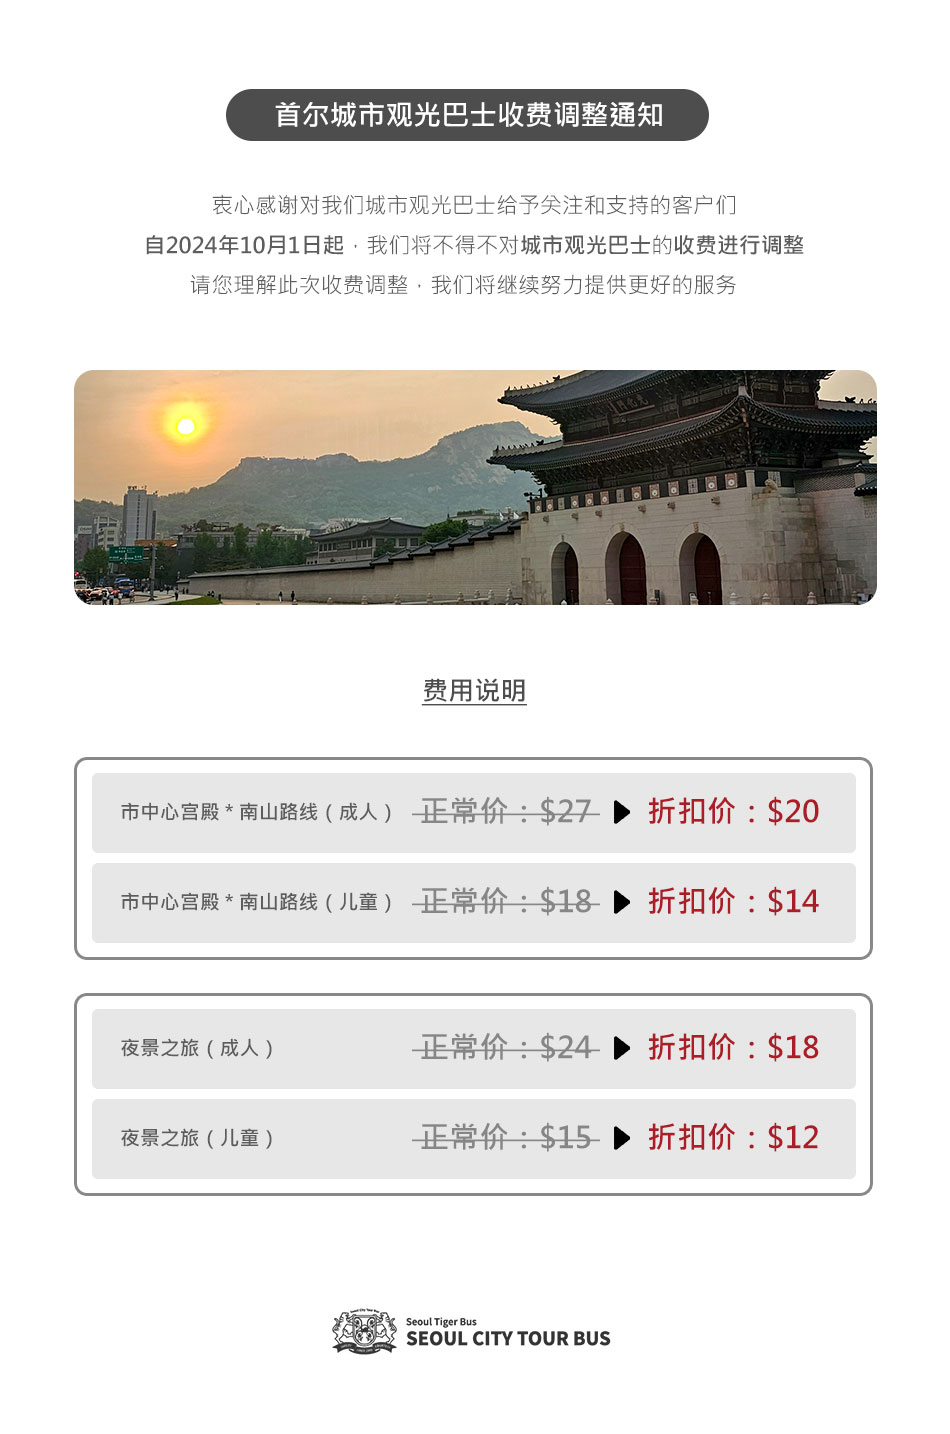 首尔城市观光巴士收费调整通知
衷心感谢对我们城市观光巴士给予关注和支持的客户们
自2024年10月1日起，我们将不得不对城市观光巴士的收费进行调整
请您理解此次收费调整，我们将继续努力提供更好的服务
费用说明
市中心宫殿 * 南山路线（成人） 正常价：$27 ▶ 折扣价：$20
市中心宫殿 * 南山路线（儿童） 正常价：$18 ▶ 折扣价：$14
夜景之旅（成人） 正常价：$24 ▶ 折扣价：$18
夜景之旅（儿童） 正常价：$15 ▶ 折扣价：$12
Seoul City Tour Bus
Seoul Tiger Bus
SEOUL CITY TOUR BUS